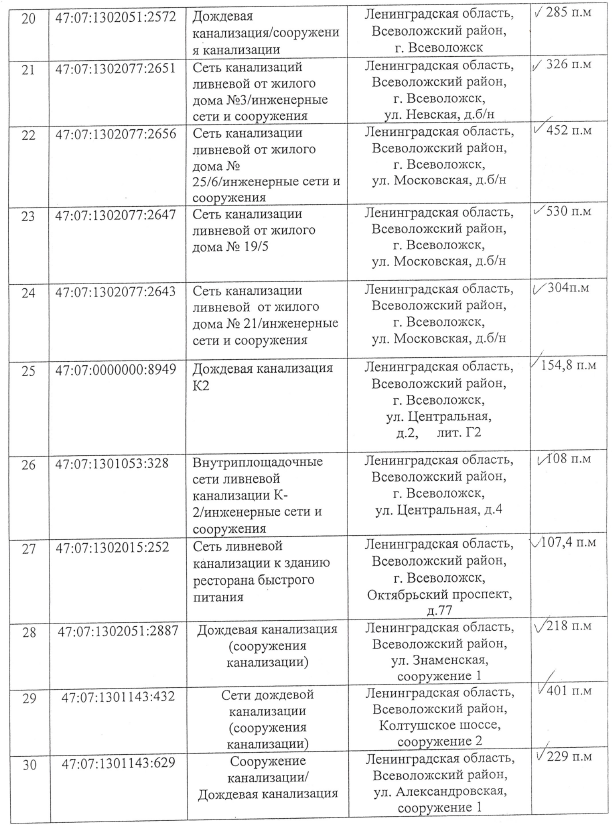 20 47:07:1302051:2572 Дождевая Ленинградская область, 285 п.м
канализация/сооружени Всеволожский район,
я канализации г. Всеволожск
21 47:07:1302077:2651 Сеть канализаций Ленинградская область, 326 п.м
ливневой от жилого Всеволожский район,
дома №3/инженерные г. Всеволожск,
сети и сооружения ул. Невская, д.б/н
22 47:07:1302077:2656 Сеть канализации Ленинградская область, 452 п.м
ливневой от жилого Всеволожский район,
дома № г. Всеволожск,
25/6/инженерные сети и ул. Московская, д.б/н
сооружения
23 47:07:1302077:2647 Сеть канализации Ленинградская область, 530 п.м
ливневой от жилого Всеволожский район,
дома № 19/5 г. Всеволожск,
ул. Московская, д.б/н
24 47:07:1302077:2643 Сеть канализации Ленинградская область, 304п.м
ливневой от жилого Всеволожский район,
дома № 21/инженерные г. Всеволожск,
сети и сооружения ул. Московская, д.б/н
25 47:07:0000000:8949 Дождевая канализация Ленинградская область, 154,8 п.м
К2 Всеволожский район,
г. Всеволожск,
ул. Центральная,
д.2, лит. Г2
26 47:07:1301053:328 Внутриплощадочные Ленинградская область, 108 п.м
сети ливневой Всеволожский район,
канализации К- г. Всеволожск,
2/инженерные сети и ул. Центральная, д.4
сооружения
27 47:07:1302015:252 Сеть ливневой Ленинградская область, 107,4 п.м
канализации к зданию Всеволожский район,
ресторана быстрого г. Всеволожск,
питания Октябрьский проспект,
д.77
28 47:07:1302051:2887 Дождевая канализация Ленинградская область, 218 п.м
(сооружения Всеволожский район,
канализации) ул. Знаменская,
сооружение 1
29 47:07:1301143:432 Сети дождевой Ленинградская область, 401 п.м
канализации Всеволожский район,
(сооружения Колтушское шоссе,
канализации) сооружение 2
30 47:07:1301143:629 Сооружение Ленинградская область, 229 п.м
канализации/ Всеволожский район,
Дождевая канализация ул. Александровская,
сооружение 1